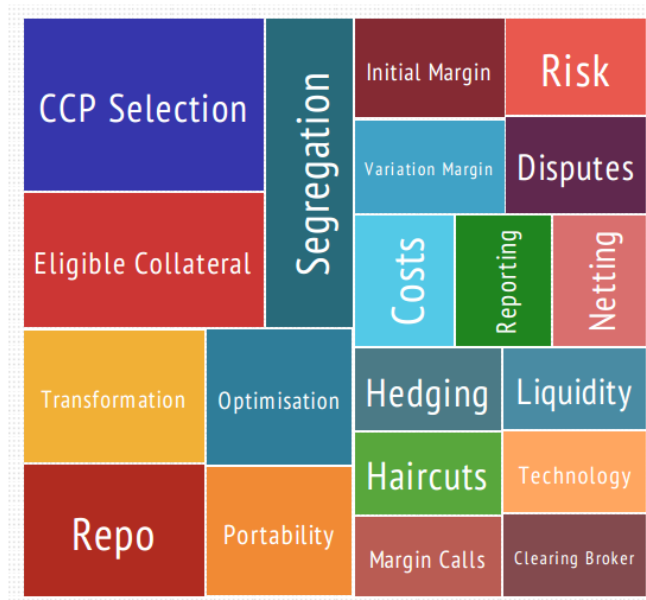 CCP Selection
Segregation
Initial Margin
Risk
Variation Margin
Disputes
Eligible Collateral
Costs
Reporting
Netting
Transformation
Optimisation
Hedging
Liquidity
Haircuts
Technology
Repo
Portability
Margin Calls
Clearing Broker